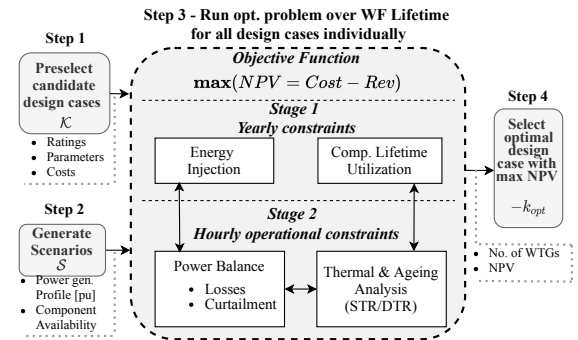 Step 3 - Run opt. problem over WF Lifetime
for all design cases individually
Step 1
Preselect
candidate
design cases
𝒦
• Ratings
• Parameters
• Costs
Step 2
Generate
Scenarios
𝒮
• Power gen.
Profile [pu]
• Component
Availability
Objective Function
max(NPV = Cost − Rev)
Stage 1
Yearly constraints
Energy
Injection
Comp. Lifetime
Utilization
Stage 2
Hourly operational constraints
Power Balance
• Losses
• Curtailment
Thermal & Ageing
Analysis
(STR/DTR)
Step 4
Select
optimal
design
case with
max NPV
−k_opt
• No. of WTGs
• NPV